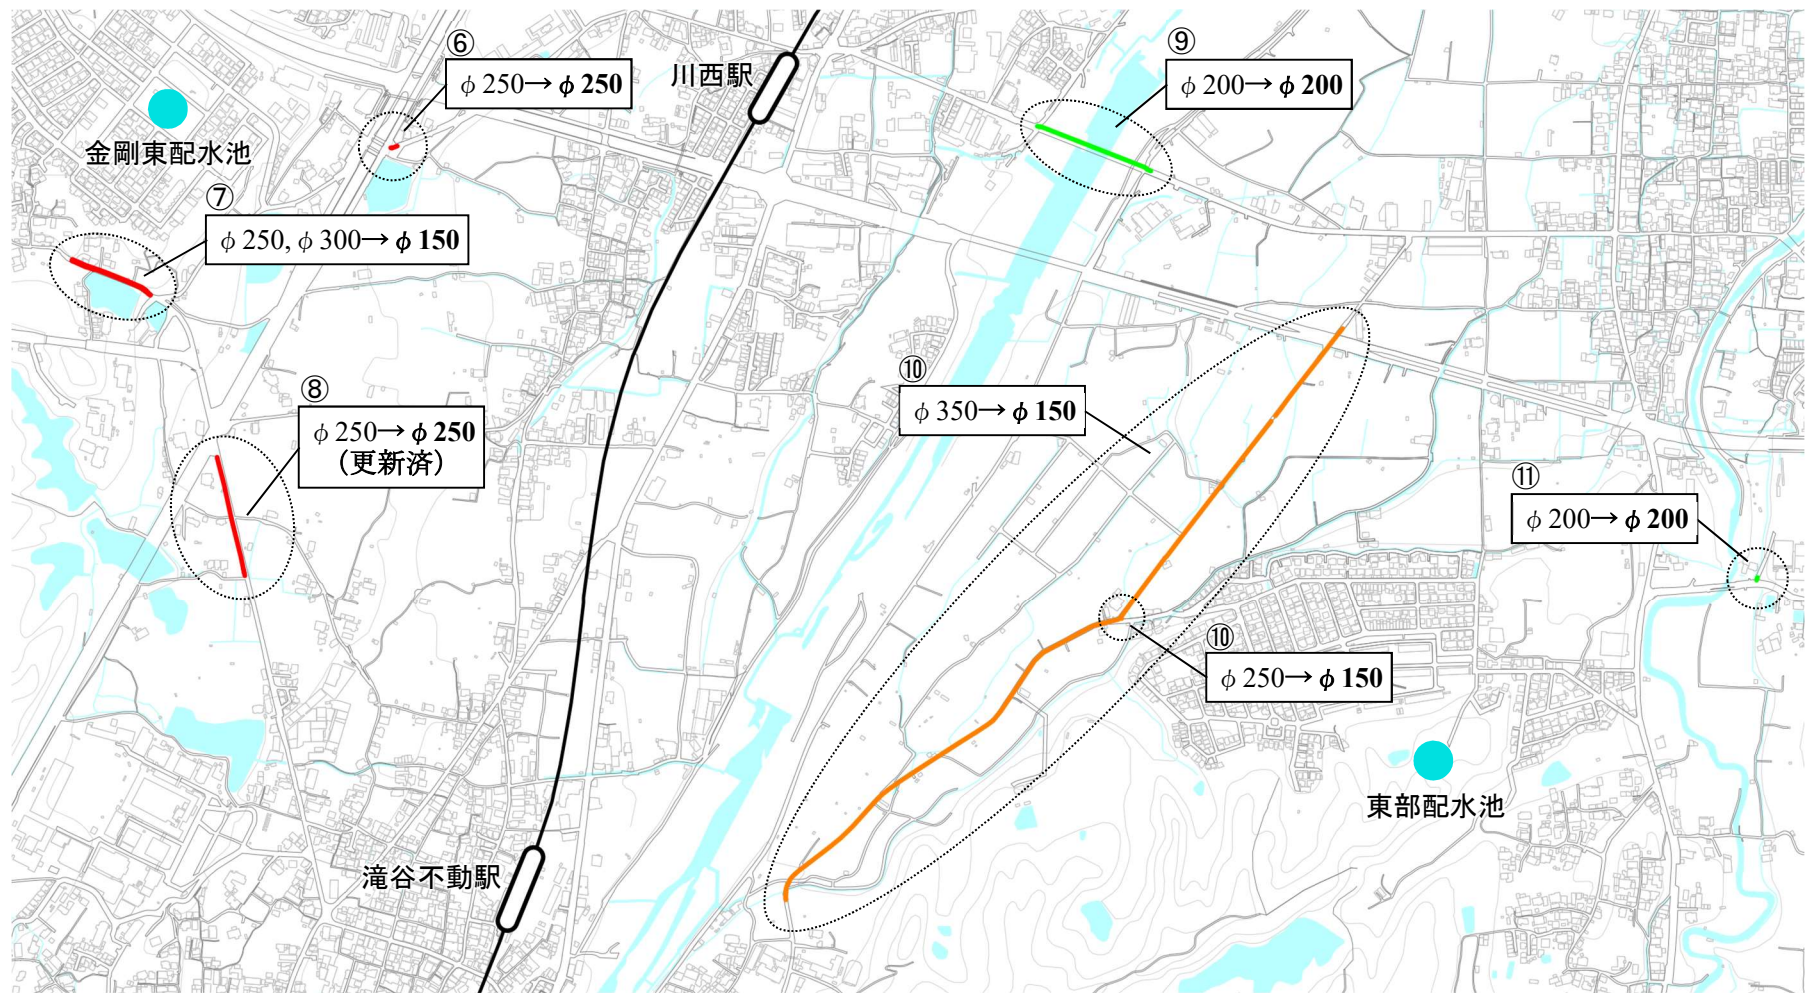 ⑥
φ250→φ250
川西駅
⑨
φ200→φ200
金剛東配水池
⑦
φ250, φ300→φ150
⑩
φ350→φ150
⑧
φ250→φ250
（更新済）
⑪
φ200→φ200
⑩
φ250→φ150
東部配水池
滝谷不動駅